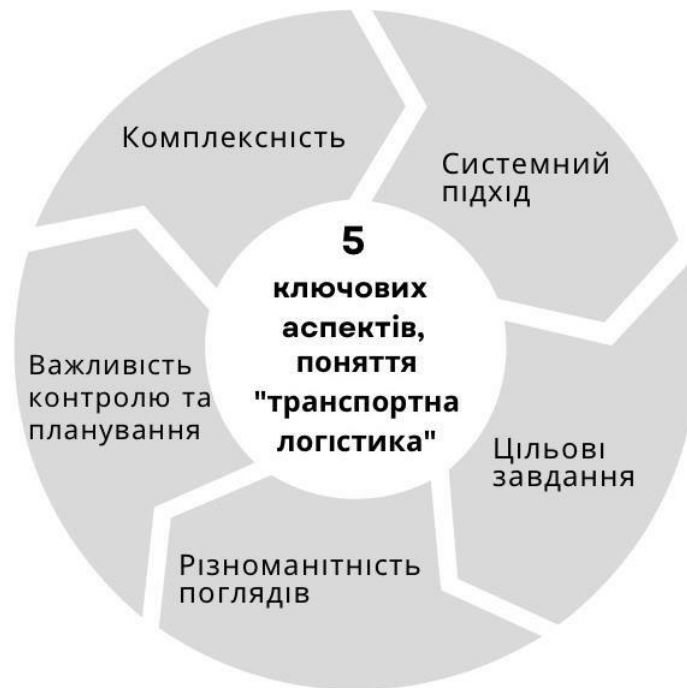 Комплексність
Системний
підхід
5
ключових
аспектів,
поняття
"транспортна
логістика"
Важливість
контролю та
планування
Цільові
завдання
Різноманітність
поглядів